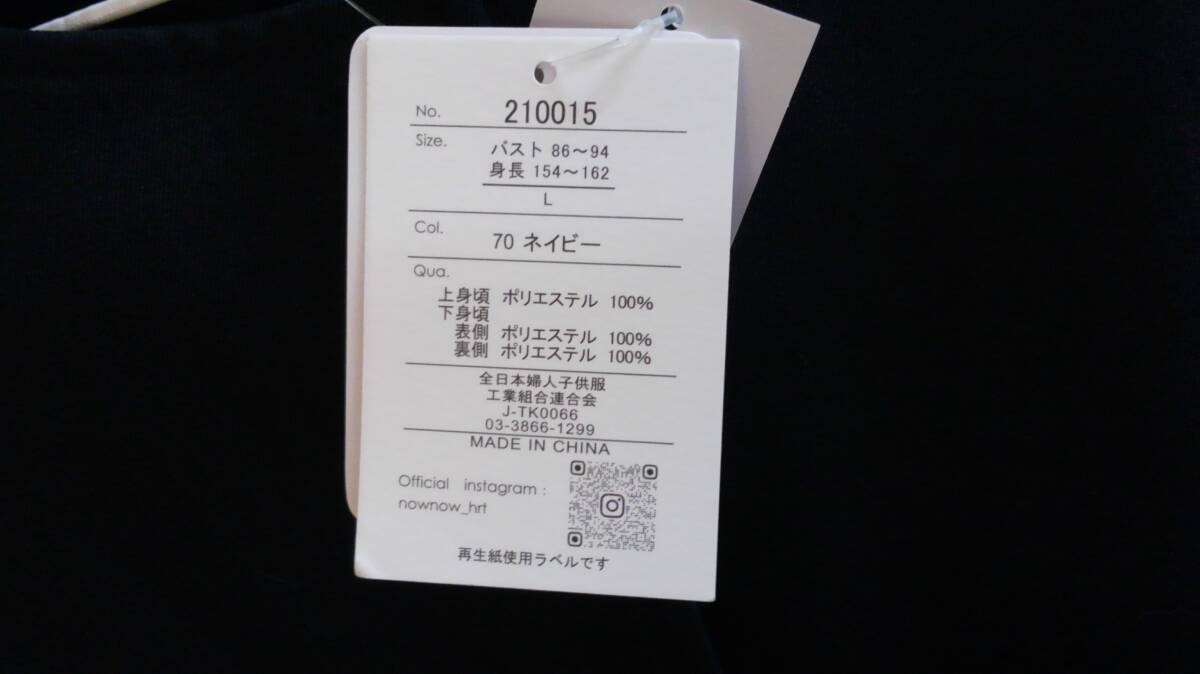 No. 210015
Size. バスト 86～94
身長 154～162
L
Col. 70 ネイビー
Qua.
上身頃 ポリエステル 100%
下身頃
表側 ポリエステル 100%
裏側 ポリエステル 100%
全日本婦人子供服
工業組合連合会
J-TK0066
03-3866-1299
MADE IN CHINA
Official instagram :
nownow_hrt
再生紙使用ラベルです